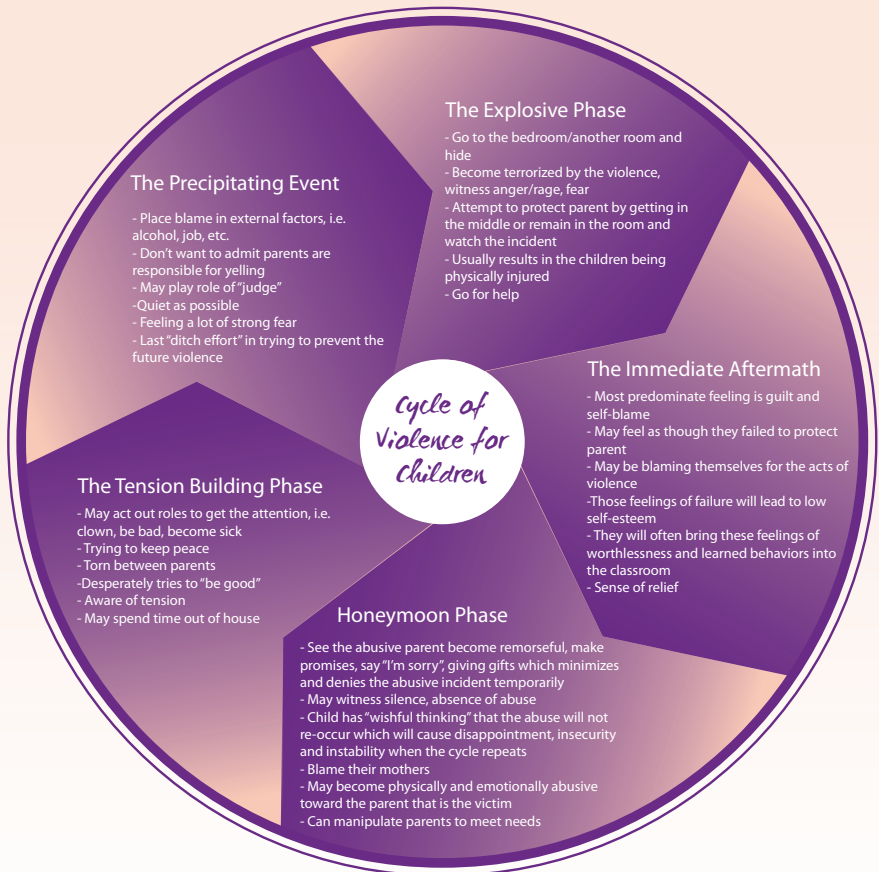 Cycle of
Violence for
Children
The Explosive Phase
- Go to the bedroom/another room and
hide
- Become terrorized by the violence,
witness anger/rage, fear
- Attempt to protect parent by getting in
the middle or remain in the room and
watch the incident
- Usually results in the children being
physically injured
- Go for help
The Immediate Aftermath
- Most predominate feeling is guilt and
self-blame
- May feel as though they failed to protect
parent
- May be blaming themselves for the acts of
violence
-Those feelings of failure will lead to low
self-esteem
- They will often bring these feelings of
worthlessness and learned behaviors into
the classroom
- Sense of relief
Honeymoon Phase
- See the abusive parent become remorseful, make
promises, say “I’m sorry”, giving gifts which minimizes
and denies the abusive incident temporarily
- May witness silence, absence of abuse
- Child has “wishful thinking” that the abuse will not
re-occur which will cause disappointment, insecurity
and instability when the cycle repeats
- Blame their mothers
- May become physically and emotionally abusive
toward the parent that is the victim
- Can manipulate parents to meet needs
The Tension Building Phase
- May act out roles to get the attention, i.e.
clown, be bad, become sick
- Trying to keep peace
- Torn between parents
-Desperately tries to “be good”
- Aware of tension
- May spend time out of house
The Precipitating Event
- Place blame in external factors, i.e.
alcohol, job, etc.
- Don’t want to admit parents are
responsible for yelling
- May play role of “judge”
-Quiet as possible
- Feeling a lot of strong fear
- Last “ditch effort” in trying to prevent the
future violence